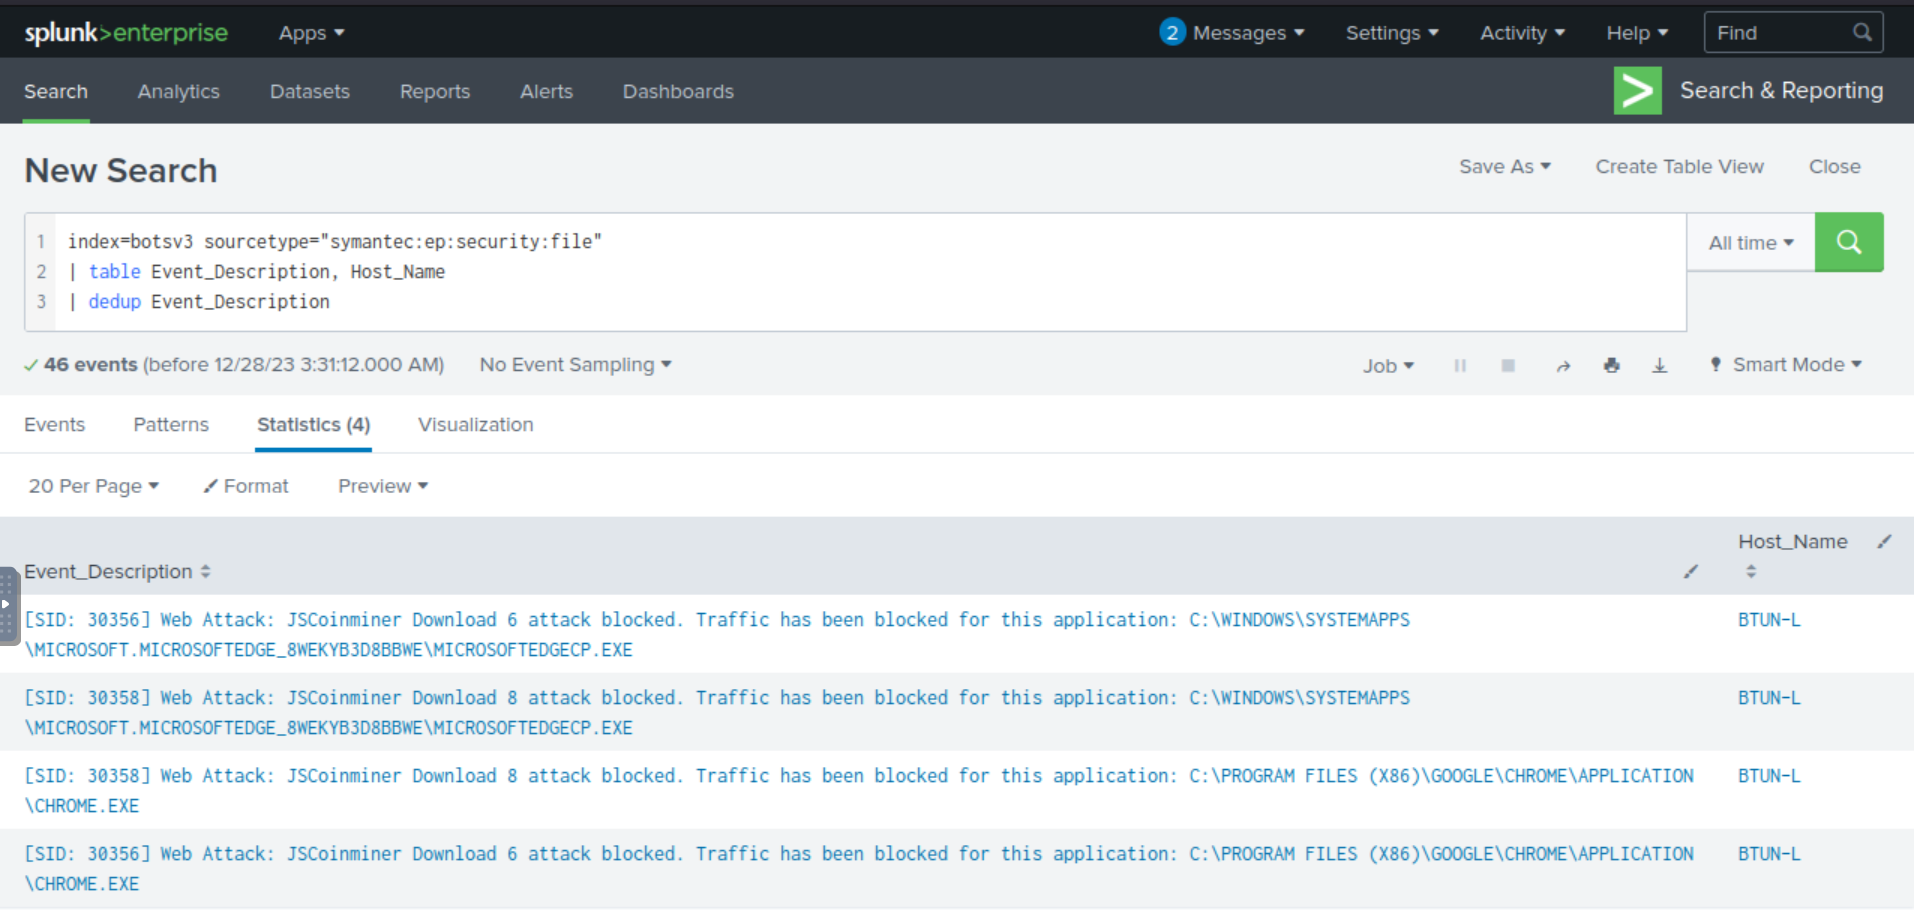 splunk>enterprise Apps 2 Messages Settings Activity Help Find
Search Analytics Datasets Reports Alerts Dashboards Search & Reporting
New Search Save As Create Table View Close
1 index=botsv3 sourcetype="symantec:ep:security:file" All time
2 | table Event_Description, Host_Name
3 | dedup Event_Description
46 events (before 12/28/23 3:31:12.000 AM) No Event Sampling Job Smart Mode
Events Patterns Statistics (4) Visualization
20 Per Page Format Preview
Host_Name
Event_Description
[SID: 30356] Web Attack: JSCoinminer Download 6 attack blocked. Traffic has been blocked for this application: C:\WINDOWS\SYSTEMAPPS BTUN-L
\MICROSOFT.MICROSOFTEDGE_8WEKYB3D8BBWE\MICROSOFTEDGECP.EXE
[SID: 30358] Web Attack: JSCoinminer Download 8 attack blocked. Traffic has been blocked for this application: C:\WINDOWS\SYSTEMAPPS BTUN-L
\MICROSOFT.MICROSOFTEDGE_8WEKYB3D8BBWE\MICROSOFTEDGECP.EXE
[SID: 30358] Web Attack: JSCoinminer Download 8 attack blocked. Traffic has been blocked for this application: C:\PROGRAM FILES (X86)\GOOGLE\CHROME\APPLICATION BTUN-L
\CHROME.EXE
[SID: 30356] Web Attack: JSCoinminer Download 6 attack blocked. Traffic has been blocked for this application: C:\PROGRAM FILES (X86)\GOOGLE\CHROME\APPLICATION BTUN-L
\CHROME.EXE